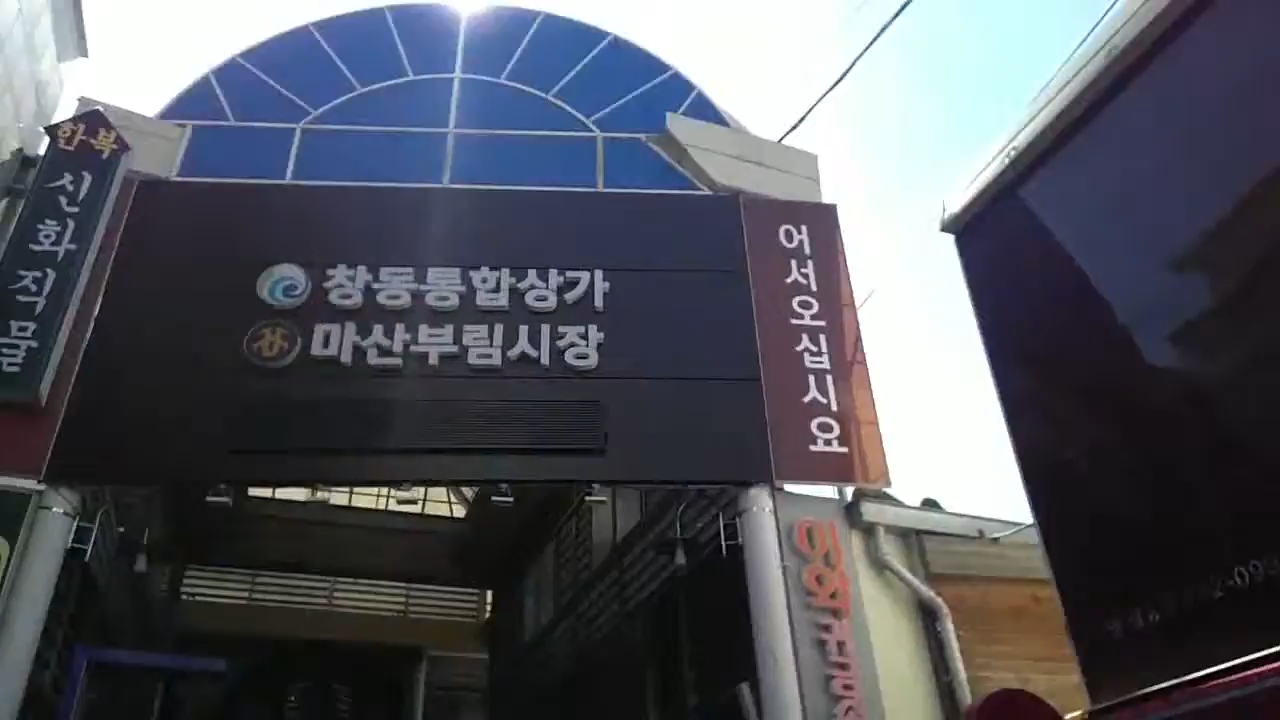 한복
신화직물
창동통합상가
마산부림시장
어서오십시요